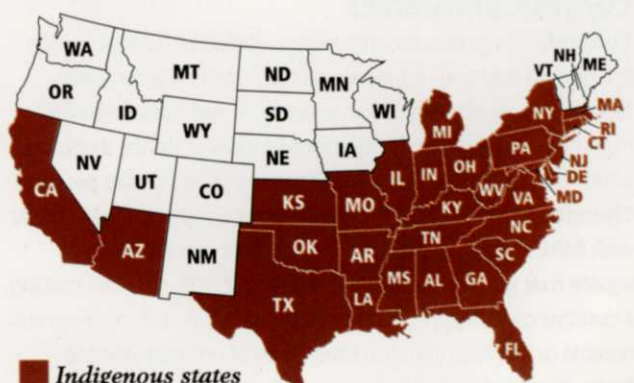 WA
MT
ND
MN
VT
NH
ME
OR
ID
WY
SD
WI
MI
NY
MA
RI
CT
NV
UT
CO
NE
IA
IL
IN
OH
PA
NJ
DE
MD
CA
AZ
NM
KS
MO
KY
WV
VA
OK
AR
TN
NC
SC
TX
LA
MS
AL
GA
FL
Indigenous states